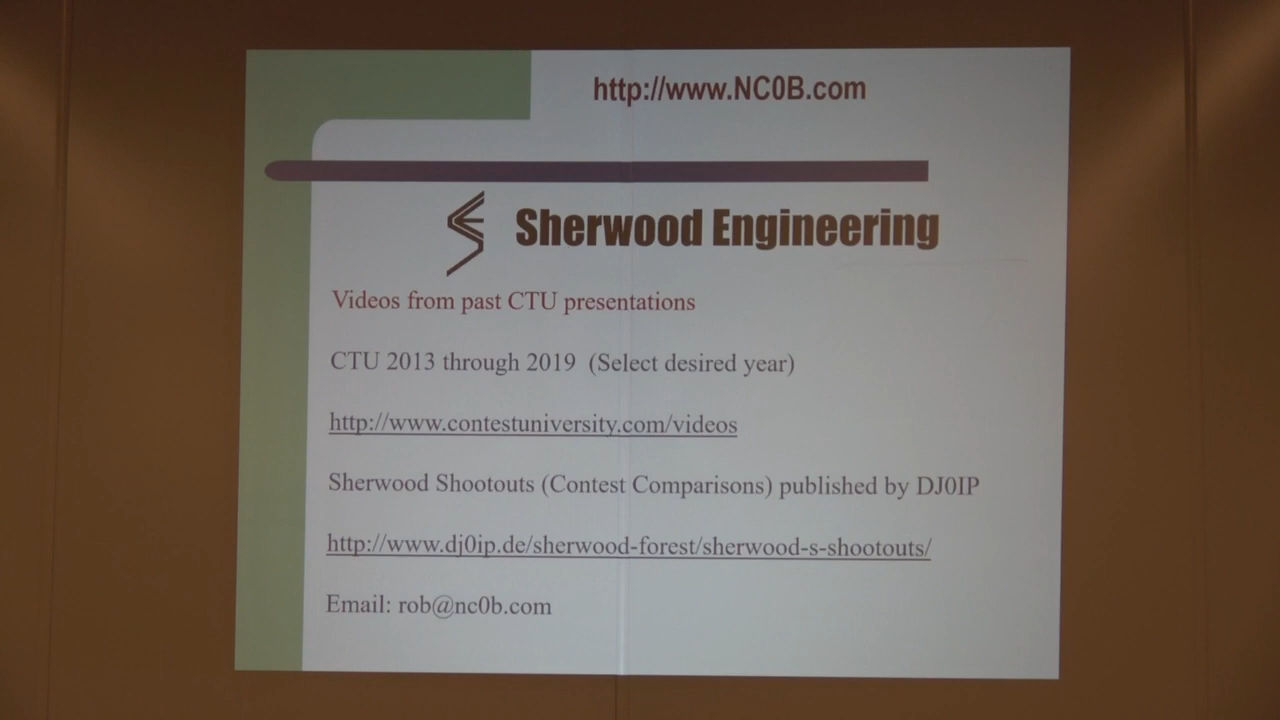 http://www.NC0B.com
Sherwood Engineering
Videos from past CTU presentations
CTU 2013 through 2019 (Select desired year)
http://www.contestuniversity.com/videos
Sherwood Shootouts (Contest Comparisons) published by DJ0IP
http://www.dj0ip.de/sherwood-forest/sherwood-s-shootouts/
Email: rob@nc0b.com